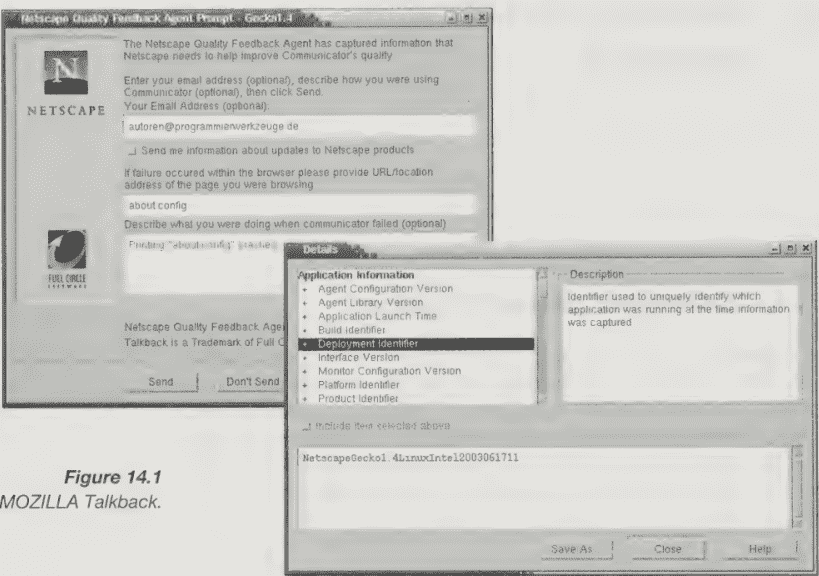 Netscape Quality Feedback Agent Prompt - Gecko1.4
N
NETSCAPE
The Netscape Quality Feedback Agent has captured information that
Netscape needs to help improve Communicator's quality
Enter your email address (optional), describe how you were using
Communicator (optional), then click Send.
Your Email Address (optional):
autoren@programmierwerkzeuge.de
Send me information about updates to Netscape products
If failure occured within the browser please provide URL/location
address of the page you were browsing
about:config
Describe what you were doing when communicator failed (optional)
Printing "about:config" crashed
FULL CIRCLE
SOFTWARE
Netscape Quality Feedback Age
Talkback is a Trademark of Full C
Send
Don't Send
Details
Application Information
+ Agent Configuration Version
+ Agent Library Version
+ Application Launch Time
+ Build Identifier
+ Deployment Identifier
+ Interface Version
+ Monitor Configuration Version
+ Platform Identifier
+ Product Identifier
Description
Identifier used to uniquely identify which
application was running at the time information
was captured
Include item selected above
NetscapeGecko1.4LinuxIntel2003061711
Save As
Close
Help
Figure 14.1
MOZILLA Talkback.